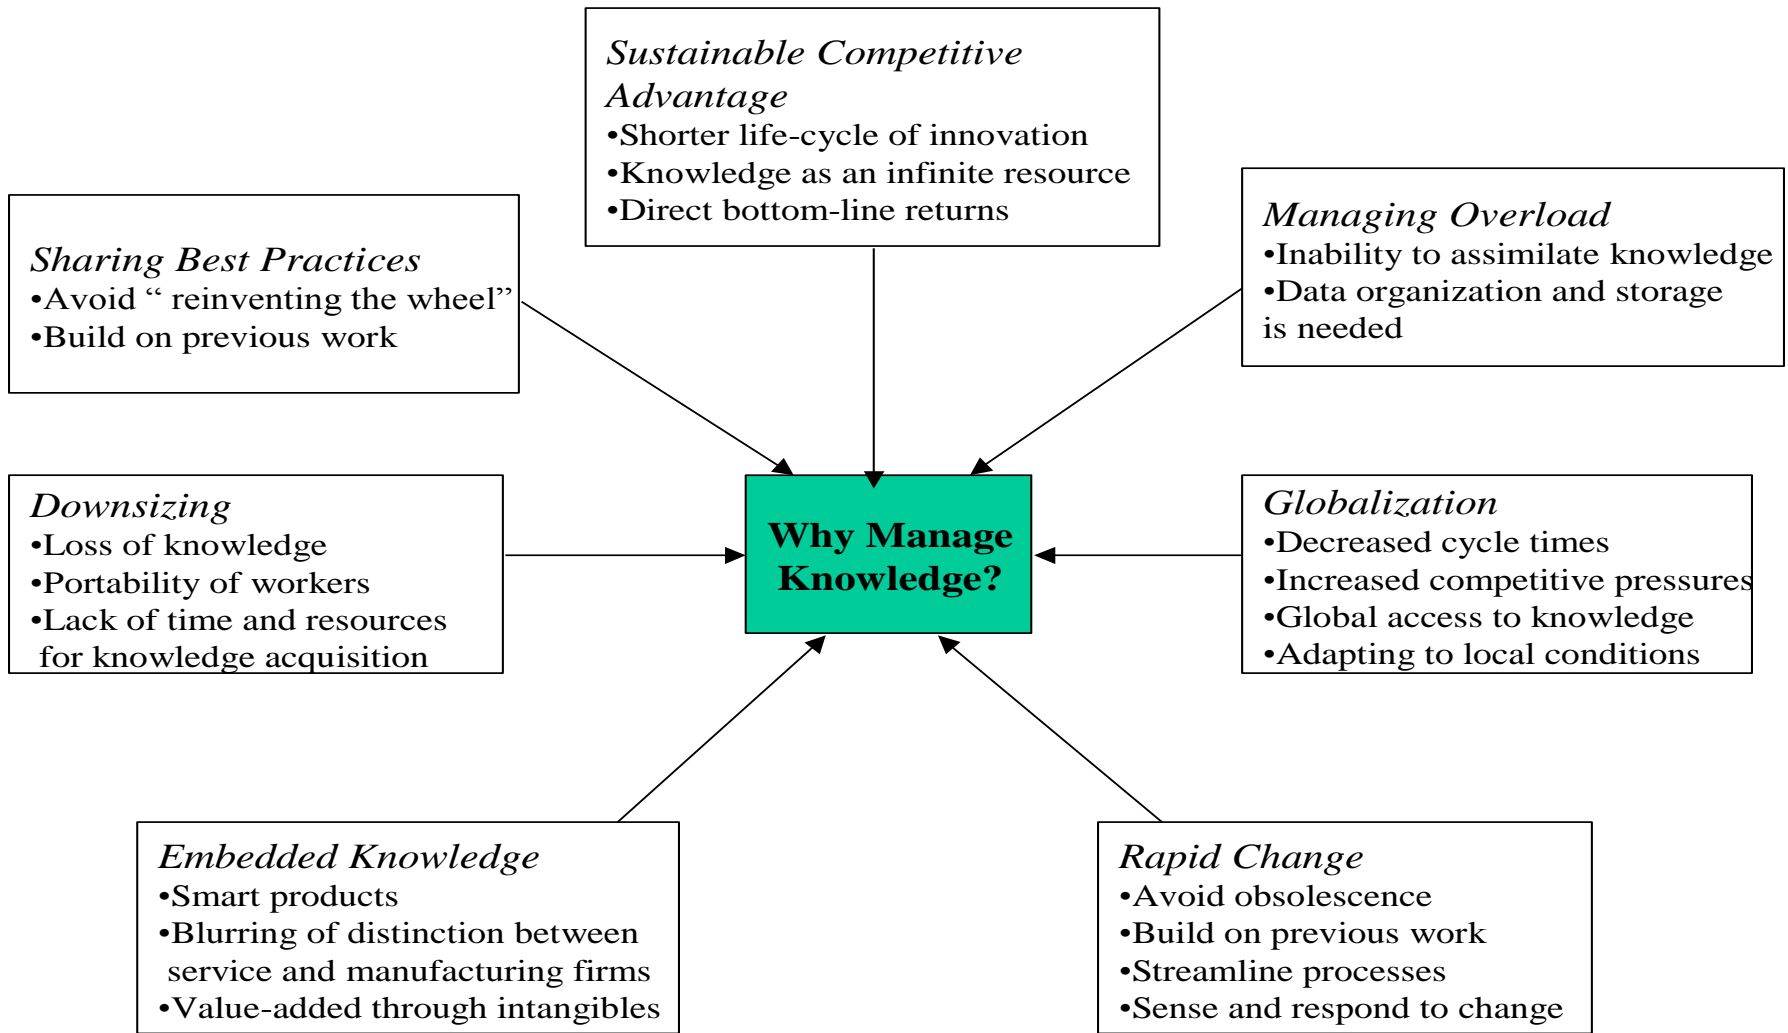 Sustainable Competitive
Advantage
•Shorter life-cycle of innovation
•Knowledge as an infinite resource
•Direct bottom-line returns
Sharing Best Practices
•Avoid “ reinventing the wheel”
•Build on previous work
Managing Overload
•Inability to assimilate knowledge
•Data organization and storage
is needed
Downsizing
•Loss of knowledge
•Portability of workers
•Lack of time and resources
for knowledge acquisition
Why Manage
Knowledge?
Globalization
•Decreased cycle times
•Increased competitive pressures
•Global access to knowledge
•Adapting to local conditions
Embedded Knowledge
•Smart products
•Blurring of distinction between
service and manufacturing firms
•Value-added through intangibles
Rapid Change
•Avoid obsolescence
•Build on previous work
•Streamline processes
•Sense and respond to change